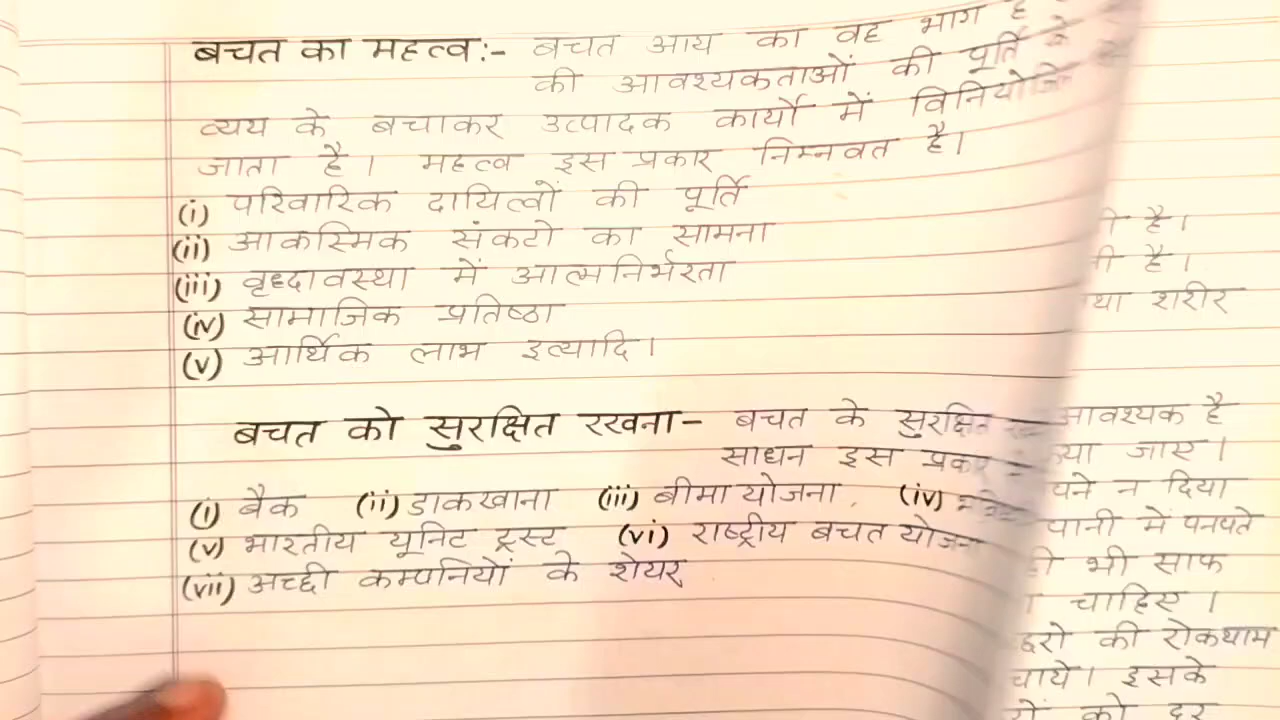 बचत का महत्व:- बचत आय का वह भाग है
की आवश्यकताओं की पूर्ति के
व्यय के बचाकर उत्पादक कार्यो में
जाता है। महत्व इस प्रकार निम्नवत है।
(i) परिवारिक दायित्वों की पूर्ति
(ii) आकस्मिक संकटो का सामना
(iii) वृध्दावस्था में आत्मनिर्भरता
(iv) सामाजिक प्रतिष्ठा
(v) आर्थिक लाभ इत्यादि।
बचत को सुरक्षित रखना- बचत के सुरक्षित
साधन इस प्रकार
(i) बैक (ii) डाकखाना (iii) बीमा योजना, (iv)
(v) भारतीय यूनिट ट्रस्ट (vi) राष्ट्रीय बचत योजना
(vii) अच्छी कम्पनियों के शेयर
है।
है।
शरीर
आवश्यक है
जाए।
न दिया
पानी में पनपते
भी साफ
चाहिए।
की रोकथाम
इसके
को दूर